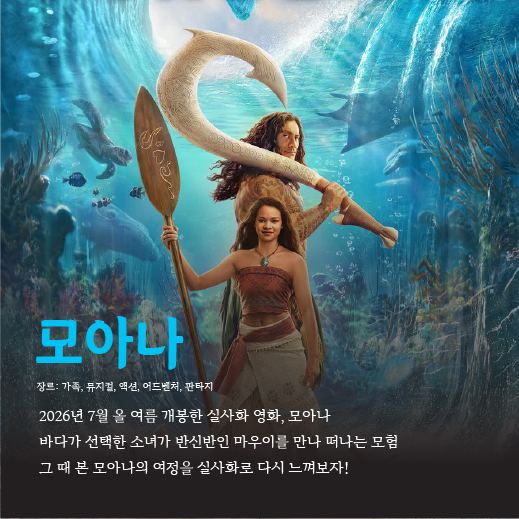 모아나
장르: 가족, 뮤지컬, 액션, 어드벤처, 판타지
2026년 7월 올 여름 개봉한 실사화 영화, 모아나
바다가 선택한 소녀가 반신반인 마우이를 만나 떠나는 모험
그 때 본 모아나의 여정을 실사화로 다시 느껴보자!